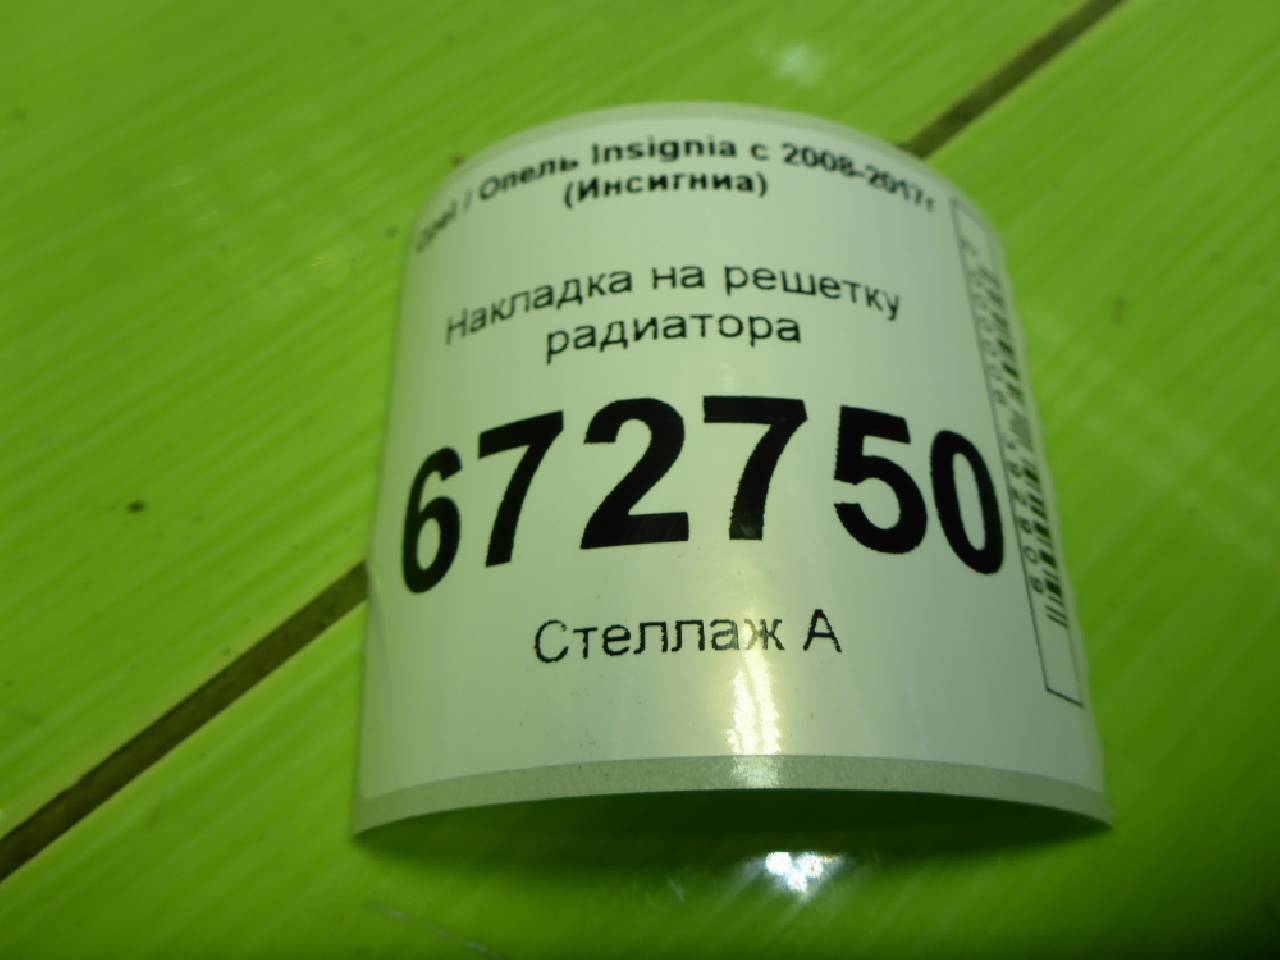 Opel / Опель Insignia с 2008-2017г
(Инсигниа)
Накладка на решетку
радиатора
672750
Стеллаж А